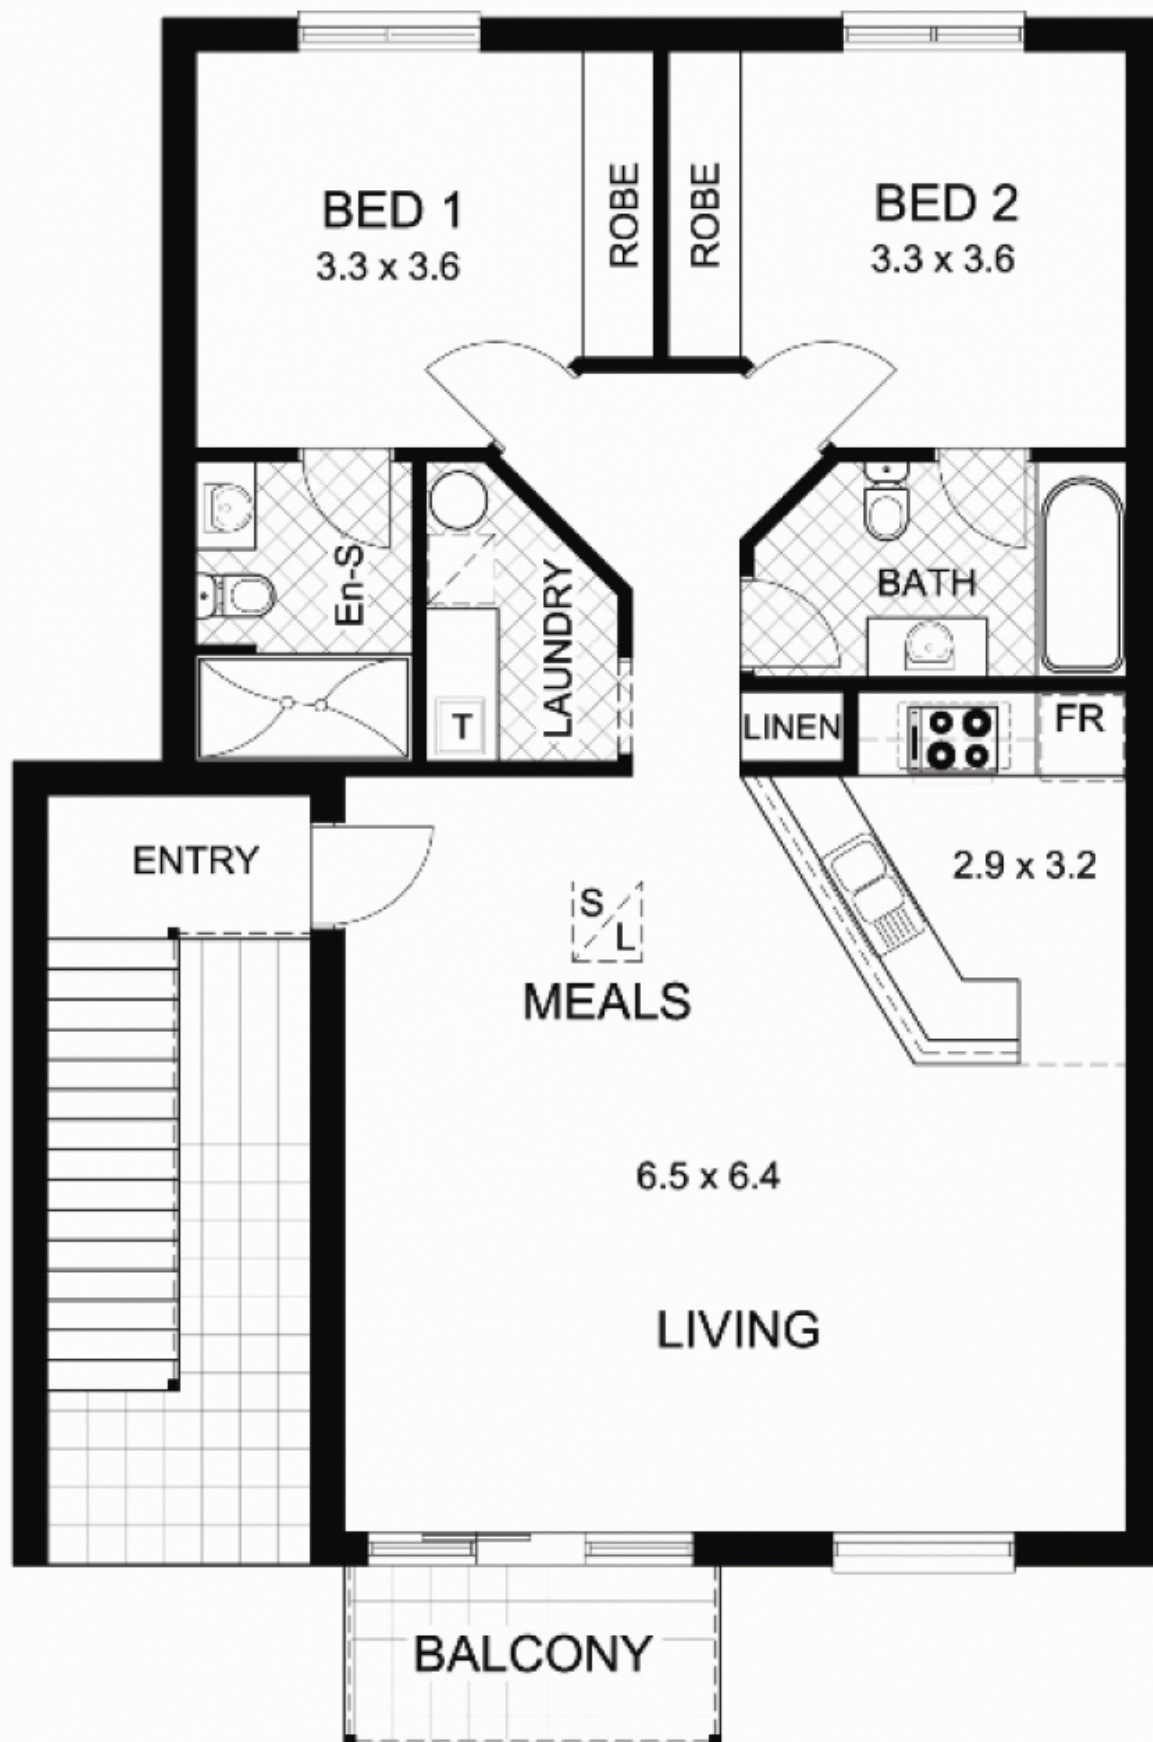 BED 1
3.3 x 3.6
ROBE
ROBE
BED 2
3.3 x 3.6
En-S
LAUNDRY
T
BATH
LINEN
FR
ENTRY
2.9 x 3.2
S
L
MEALS
6.5 x 6.4
LIVING
BALCONY